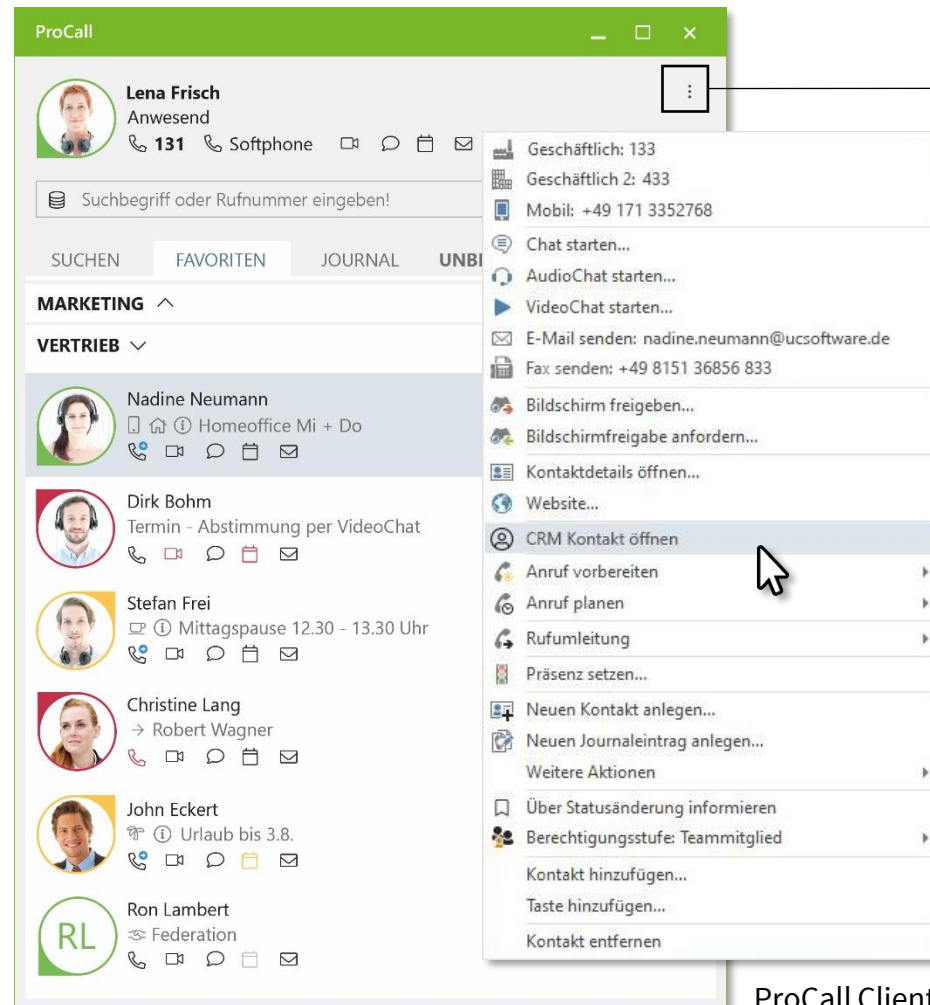 ProCall
Lena Frisch
Anwesend
131 Softphone
Suchbegriff oder Rufnummer eingeben!
SUCHEN FAVORITEN JOURNAL UNBE
MARKETING
VERTRIEB
Nadine Neumann
Homeoffice Mi + Do
Dirk Bohm
Termin - Abstimmung per VideoChat
Stefan Frei
Mittagspause 12.30 - 13.30 Uhr
Christine Lang
→ Robert Wagner
John Eckert
Urlaub bis 3.8.
RL
Ron Lambert
Federation
Geschäftlich: 133
Geschäftlich 2: 433
Mobil: +49 171 3352768
Chat starten...
AudioChat starten...
VideoChat starten...
E-Mail senden: nadine.neumann@ucsoftware.de
Fax senden: +49 8151 36856 833
Bildschirm freigeben...
Bildschirmfreigabe anfordern...
Kontaktdetails öffnen...
Website...
CRM Kontakt öffnen
Anruf vorbereiten
Anruf planen
Rufumleitung
Präsenz setzen...
Neuen Kontakt anlegen...
Neuen Journaleintrag anlegen...
Weitere Aktionen
Über Statusänderung informieren
Berechtigungsstufe: Teammitglied
Kontakt hinzufügen...
Taste hinzufügen...
Kontakt entfernen
ProCall Client